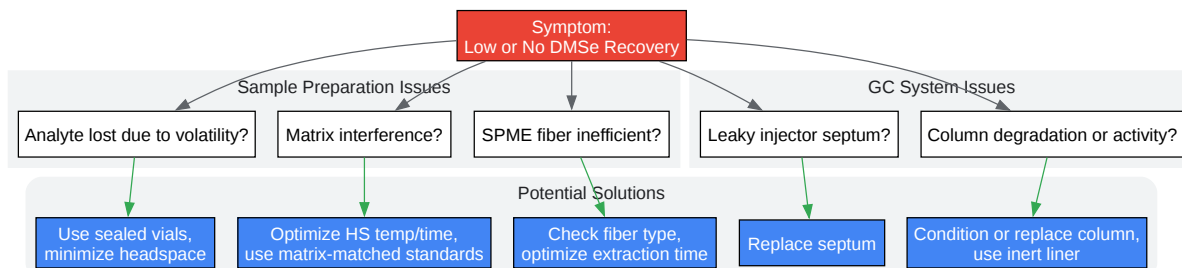 Symptom:
Low or No DMSe Recovery
Sample Preparation Issues
GC System Issues
Analyte lost due to volatility?
Matrix interference?
SPME fiber inefficient?
Leaky injector septum?
Column degradation or activity?
Potential Solutions
Use sealed vials,
minimize headspace
Optimize HS temp/time,
use matrix-matched standards
Check fiber type,
optimize extraction time
Replace septum
Condition or replace column,
use inert liner